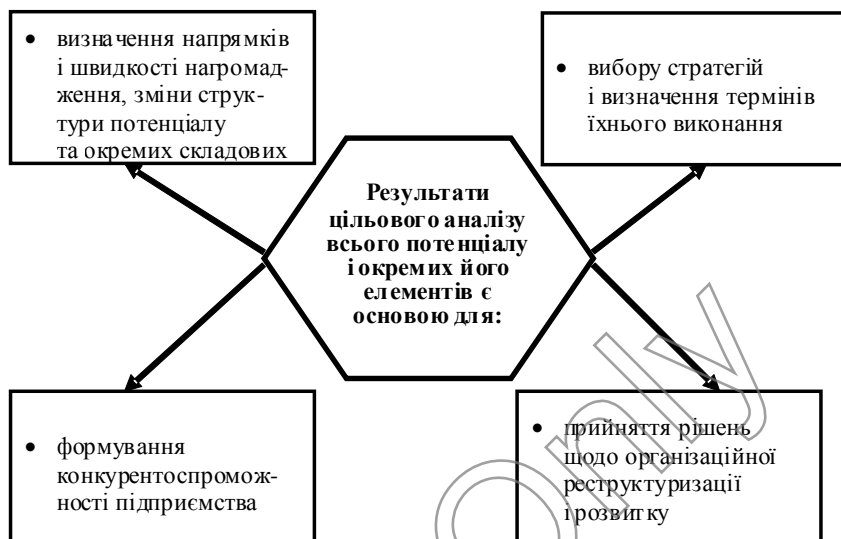 • визначення напрямків
і швидкості нагромад-
ження, зміни струк-
тури потенціалу
та окремих складових
• вибору стратегій
і визначення термінів
їхнього виконання
Результати
цільового аналізу
всього потенціалу
і окремих його
елементів є
основою для:
• формування
конкурентоспромож-
ності підприємства
• прийняття рішень
щодо організаційної
реструктуризації
і розвитку
Only